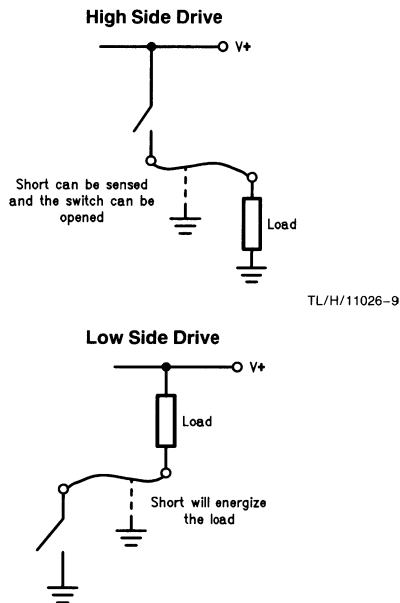 High Side Drive
V+
Short can be sensed
and the switch can be
opened
Load
TL/H/11026-9
Low Side Drive
V+
Load
Short will energize
the load